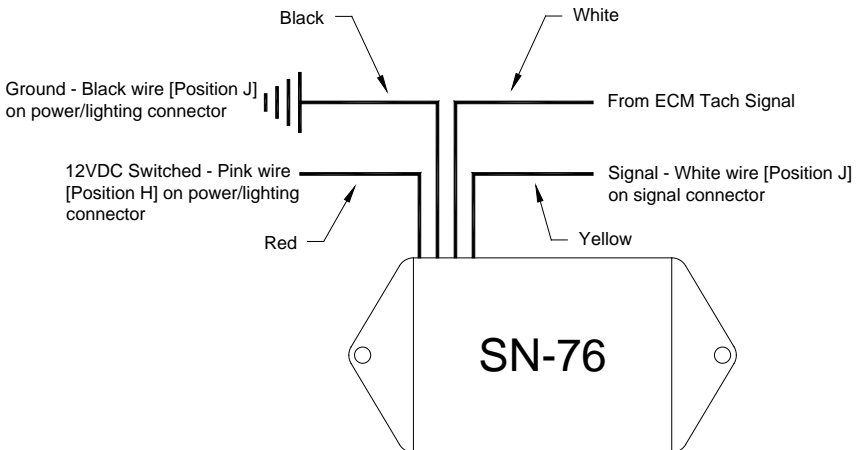 Black
White
Ground - Black wire [Position J]
on power/lighting connector
From ECM Tach Signal
12VDC Switched - Pink wire
[Position H] on power/lighting
connector
Signal - White wire [Position J]
on signal connector
Red
Yellow
SN-76